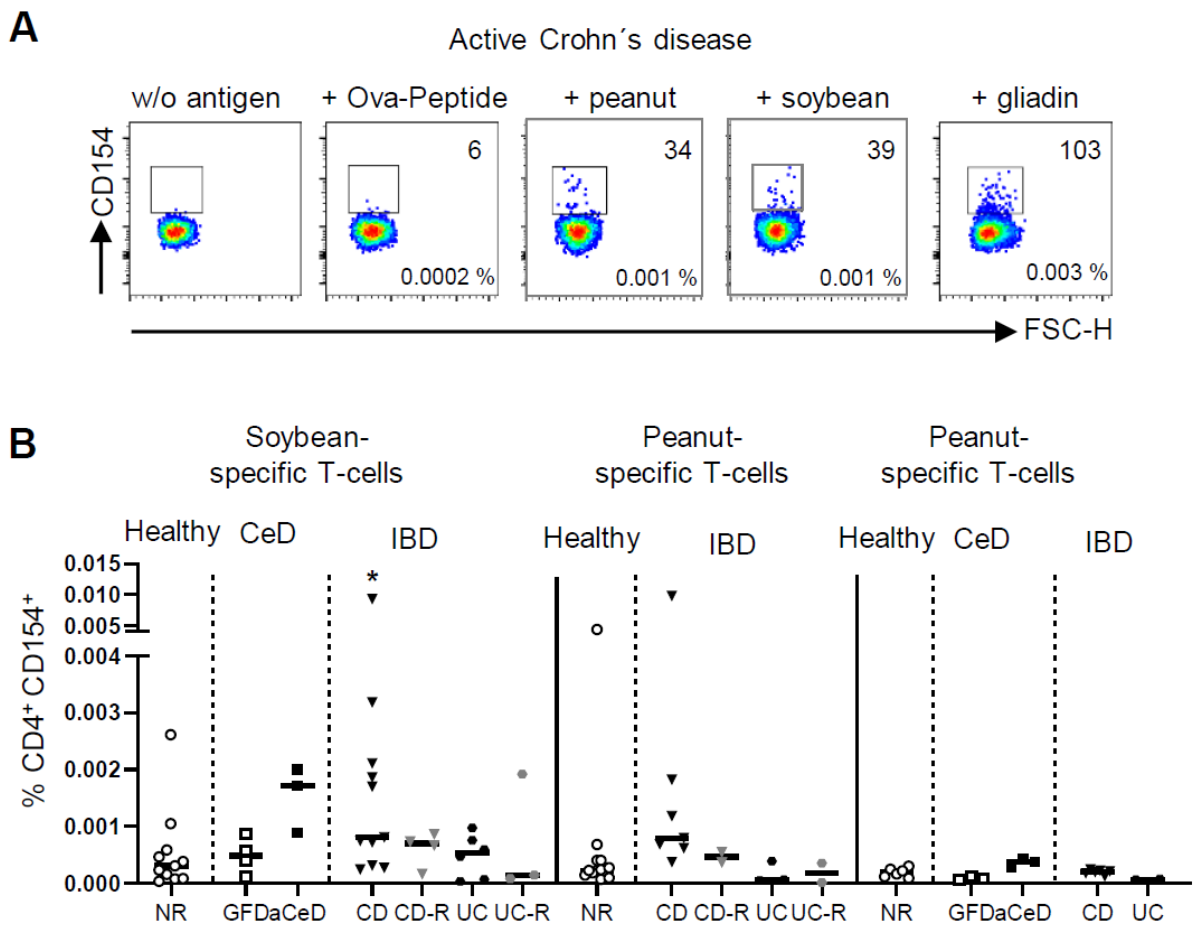 A
Active Crohn´s disease
w/o antigen + Ova-Peptide + peanut + soybean + gliadin
CD154
6 34 39 103
0.0002 % 0.001 % 0.001 % 0.003 %
FSC-H
B
Soybean-
specific T-cells
Peanut-
specific T-cells
Peanut-
specific T-cells
Healthy CeD IBD Healthy IBD Healthy CeD IBD
% CD4+ CD154+
0.015
0.010
*
0.005
0.004
0.003
0.002
0.001
0.000
NR GFD aCeD CD CD-R UC UC-R NR CD CD-R UC UC-R NR GFD aCeD CD UC